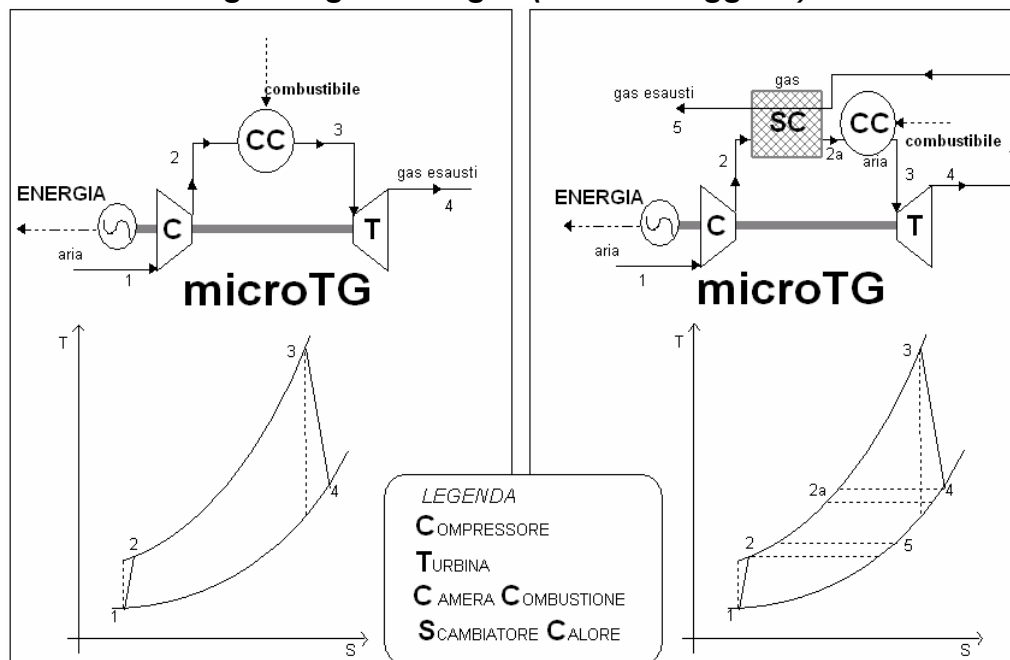 combustibile
CC
2
3
ENERGIA
C
T
gas esausti
4
aria
1
microTG
T
3
4
2
1
S
gas
gas esausti
5
SC
CC
combustibile
2
2a
aria
3
4
ENERGIA
C
T
aria
1
microTG
T
3
2a
4
2
5
1
S
LEGENDA
COMPRESSORE
TURBINA
CAMERA COMBUSTIONE
SCAMBIATORE CALORE